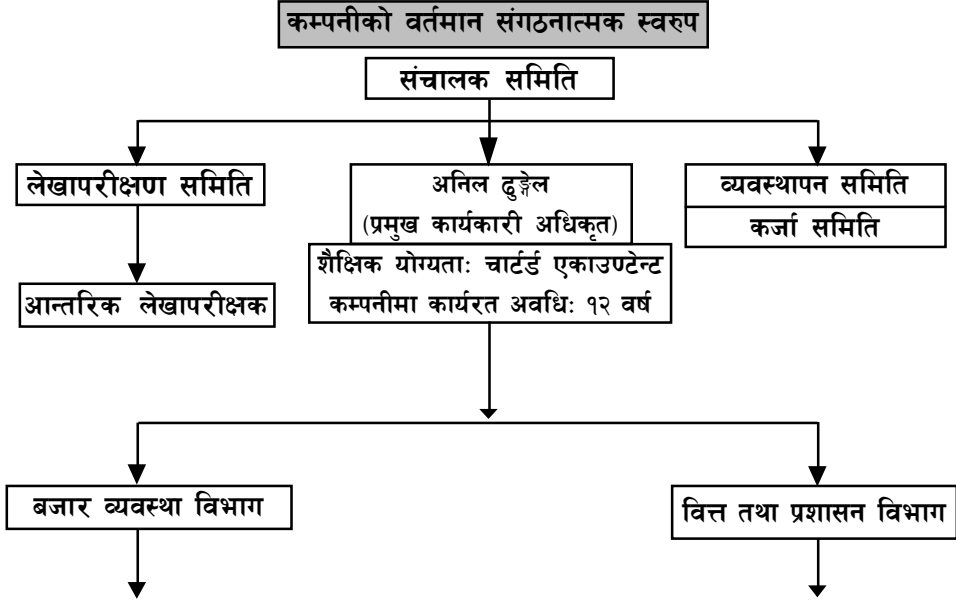 कम्पनीको वर्तमान संगठनात्मक स्वरुप
संचालक समिति
लेखापरीक्षण समिति
अनिल ढुङ्गेल
(प्रमुख कार्यकारी अधिकृत)
व्यवस्थापन समिति
कर्जा समिति
शैक्षिक योग्यताः चार्टर्ड एकाउण्टेन्ट
कम्पनीमा कार्यरत अवधिः १२ वर्ष
आन्तरिक लेखापरीक्षक
बजार व्यवस्था विभाग
वित्त तथा प्रशासन विभाग